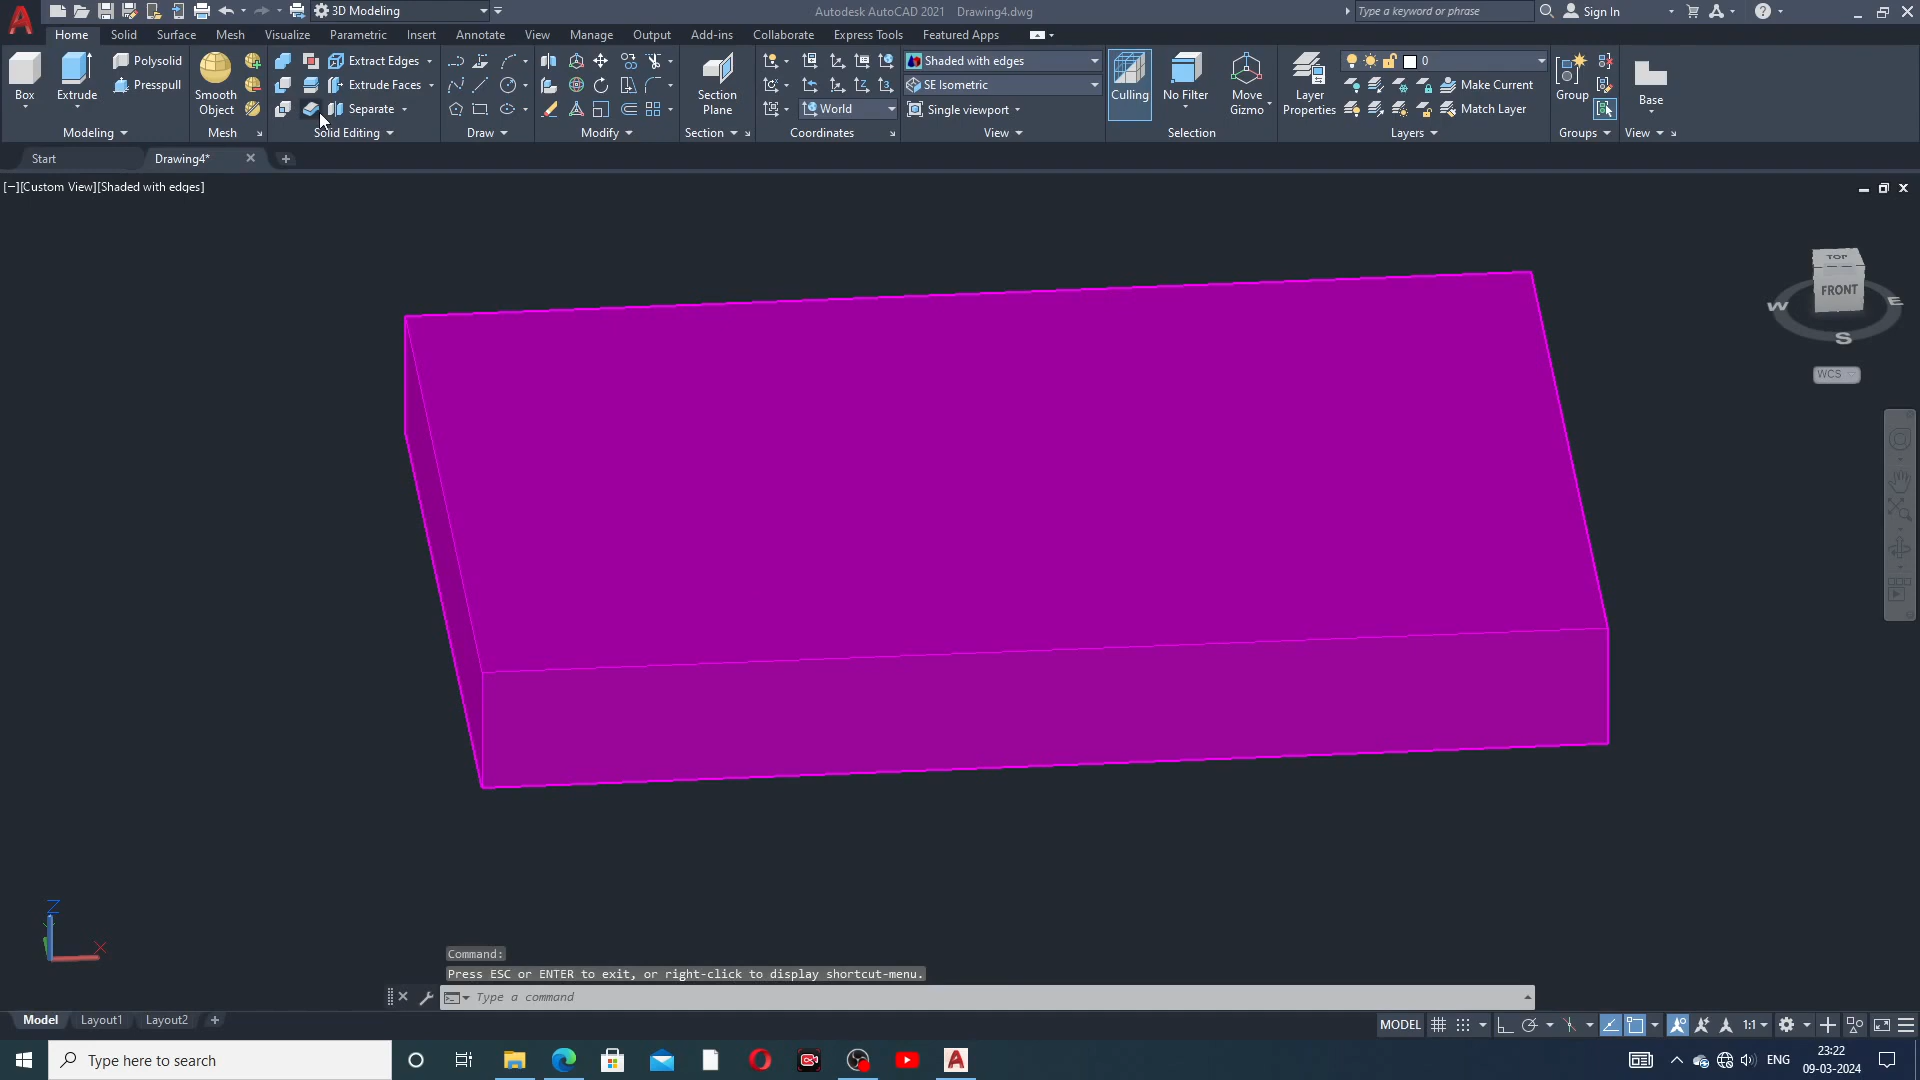 3D Modeling
Autodesk AutoCAD 2021 Drawing4.dwg
Type a keyword or phrase
Sign In
Home Solid Surface Mesh Visualize Parametric Insert Annotate View Manage Output Add-ins Collaborate Express Tools Featured Apps
Box
Extrude
Polysolid
Presspull
Modeling
Smooth
Object
Mesh
Extract Edges
Extrude Faces
Separate
Solid Editing
Draw
Modify
Section
Plane
Section
World
Coordinates
Shaded with edges
SE Isometric
Single viewport
View
Culling
No Filter
Move
Gizmo
Selection
Layer
Properties
0
Make Current
Match Layer
Layers
Group
Groups
Base
View
Start
Drawing4*
[−][Custom View][Shaded with edges]
TOP
FRONT
W
E
S
WCS
Z
X
Command:
Press ESC or ENTER to exit, or right-click to display shortcut-menu.
Type a command
Model Layout1 Layout2
MODEL
1:1
Type here to search
ENG
23:22
09-03-2024